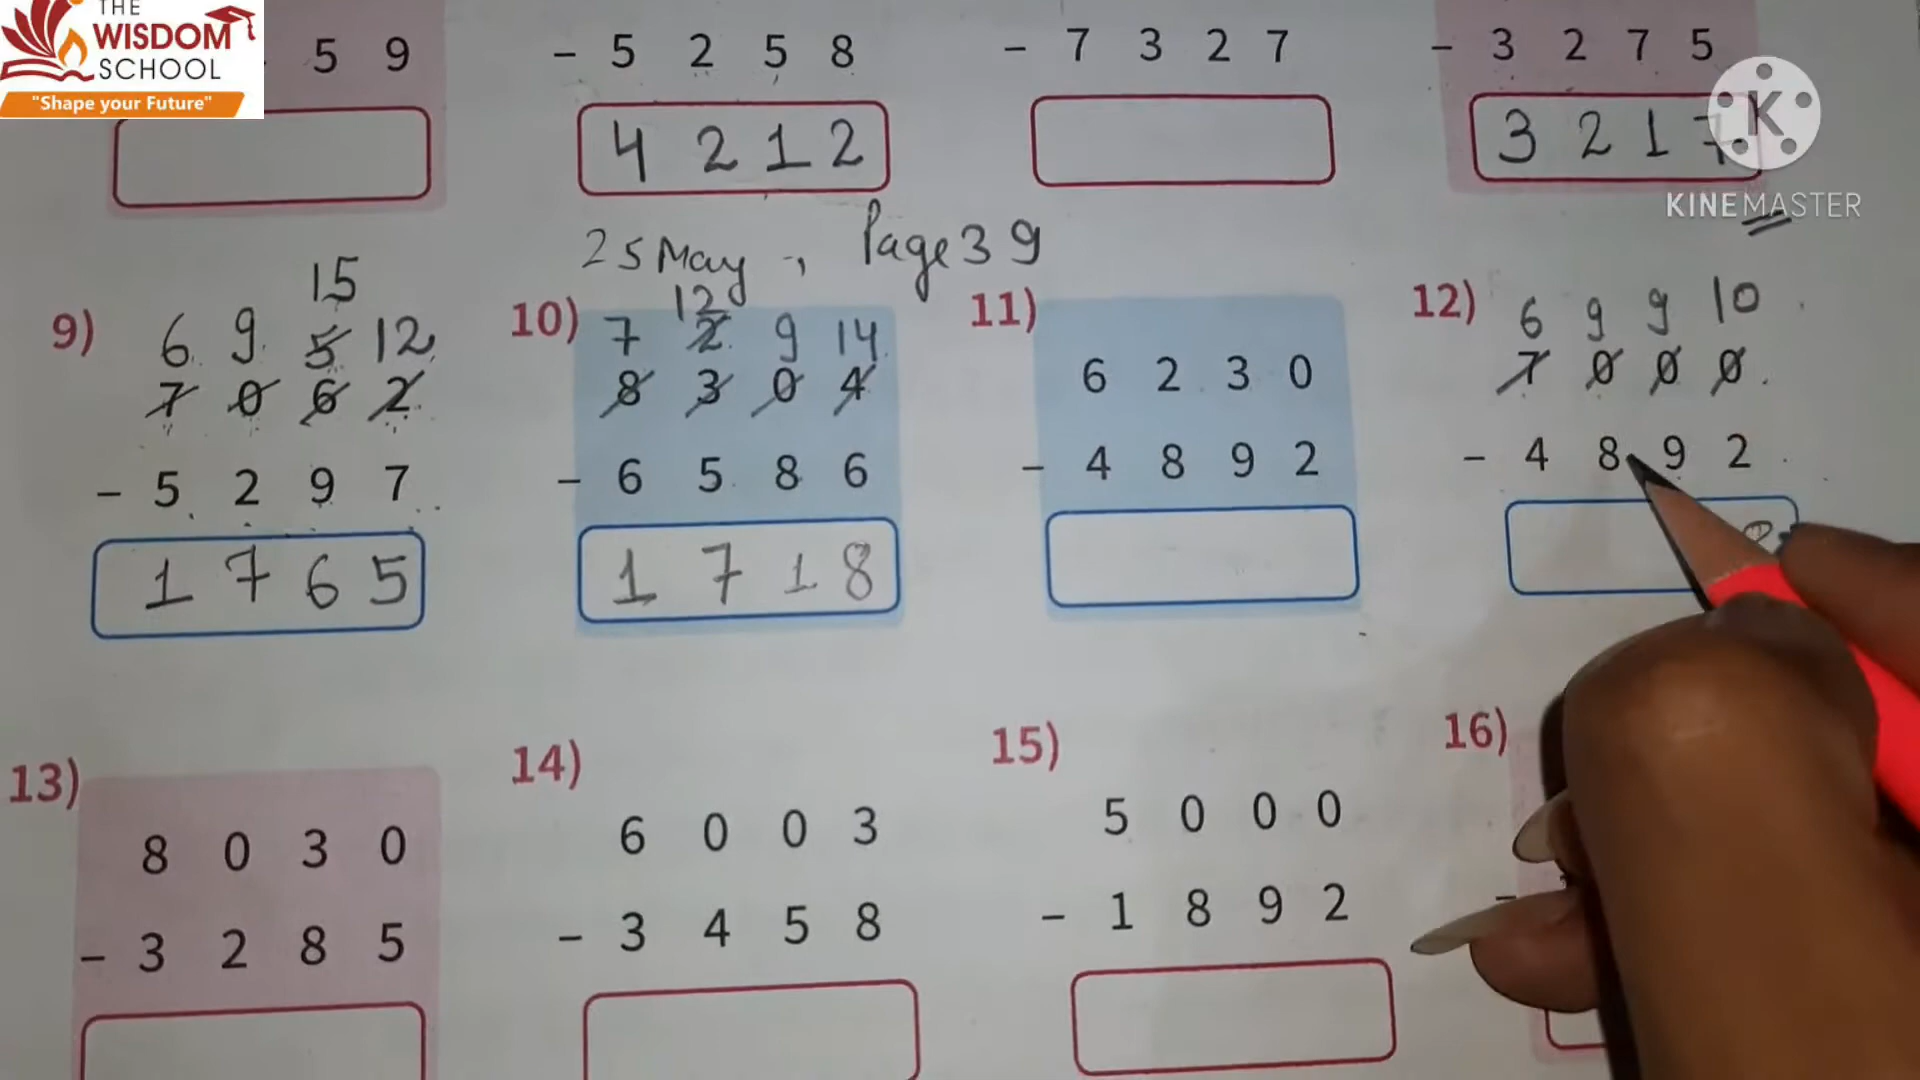 THE
WISDOM
SCHOOL
"Shape your Future"
5 9
- 5 2 5 8
- 7 3 2 7
- 3 2 7 5
4 2 1 2
3 2 1 7
K
KINEMASTER
25 May , Page 39
9)
15
6 9 5 12
7 0 6 2
- 5 2 9 7
1 7 6 5
10)
12
7 2 9 14
8 3 0 4
- 6 5 8 6
1 7 1 8
11)
6 2 3 0
- 4 8 9 2
12)
6 9 9 10
7 0 0 0
- 4 8 9 2
8
13)
8 0 3 0
- 3 2 8 5
14)
6 0 0 3
- 3 4 5 8
15)
5 0 0 0
- 1 8 9 2
16)
-